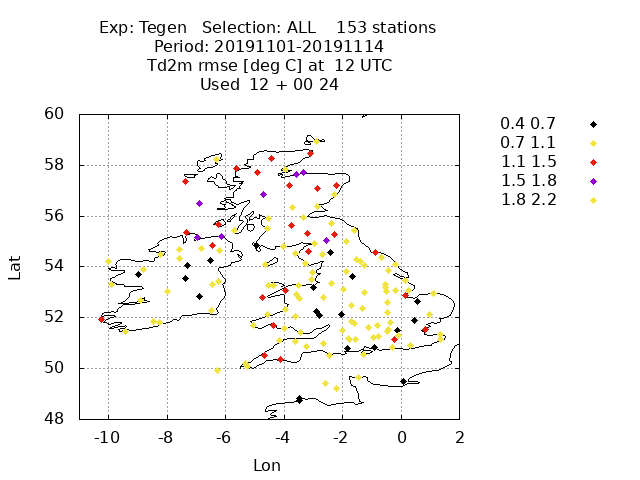 Exp: Tegen   Selection: ALL    153 stations
Period: 20191101-20191114
Td2m rmse [deg C] at  12 UTC
Used  12 + 00 24
0.4 0.7
0.7 1.1
1.1 1.5
1.5 1.8
1.8 2.2
60
58
56
54
52
50
48
Lat
-10 -8 -6 -4 -2 0 2
Lon